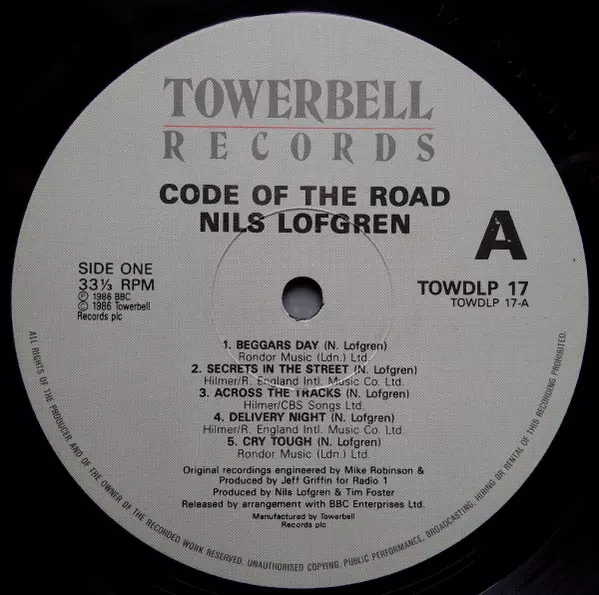 TOWERBELL
RECORDS
CODE OF THE ROAD
NILS LOFGREN
A
SIDE ONE
33⅓ RPM
Ⓟ 1986 BBC
© 1986 Towerbell
Records plc
TOWDLP 17
TOWDLP 17-A
1. BEGGARS DAY (N. Lofgren)
Rondor Music (Ldn.) Ltd.
2. SECRETS IN THE STREET (N. Lofgren)
Hilmer/R. England Intl. Music Co. Ltd.
3. ACROSS THE TRACKS (N. Lofgren)
Hilmer/CBS Songs Ltd.
4. DELIVERY NIGHT (N. Lofgren)
Hilmer/R. England Intl. Music Co. Ltd.
5. CRY TOUGH (N. Lofgren)
Rondor Music (Ldn.) Ltd.
Original recordings engineered by Mike Robinson &
Produced by Jeff Griffin for Radio 1
Produced by Nils Lofgren & Tim Foster
Released by arrangement with BBC Enterprises Ltd.
Manufactured by Towerbell
Records plc
ALL RIGHTS OF THE PRODUCER AND OF THE OWNER OF THE RECORDED WORK RESERVED. UNAUTHORISED COPYING, PUBLIC PERFORMANCE, BROADCASTING, HIRING OR RENTAL OF THIS RECORDING PROHIBITED.